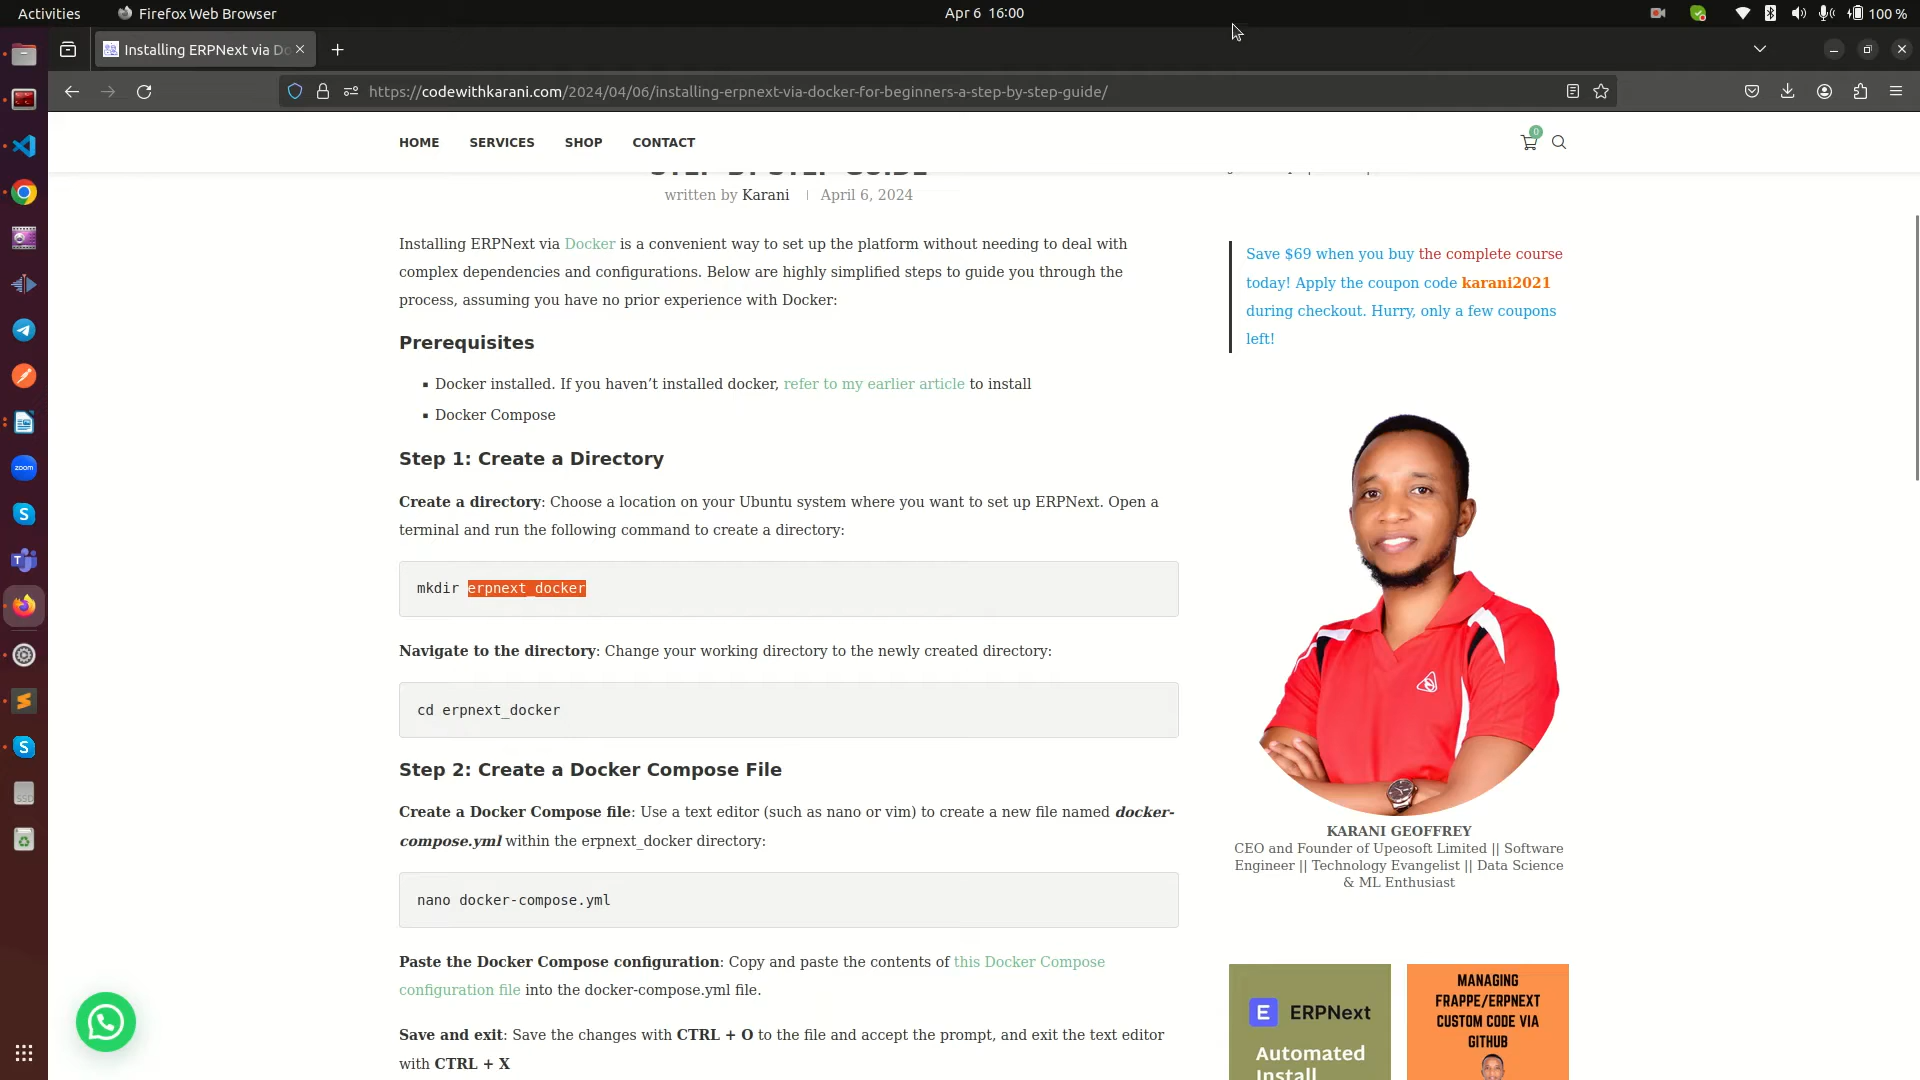 Activities
Firefox Web Browser
Apr 6 16:00
100 %
Installing ERPNext via Do
https://codewithkarani.com/2024/04/06/installing-erpnext-via-docker-for-beginners-a-step-by-step-guide/
HOME SERVICES SHOP CONTACT
0
STEP-BY-STEP GUIDE
written by Karani | April 6, 2024
Installing ERPNext via Docker is a convenient way to set up the platform without needing to deal with
complex dependencies and configurations. Below are highly simplified steps to guide you through the
process, assuming you have no prior experience with Docker:
Prerequisites
▪ Docker installed. If you haven’t installed docker, refer to my earlier article to install
▪ Docker Compose
Step 1: Create a Directory
Create a directory: Choose a location on your Ubuntu system where you want to set up ERPNext. Open a
terminal and run the following command to create a directory:
mkdir erpnext_docker
Navigate to the directory: Change your working directory to the newly created directory:
cd erpnext_docker
Step 2: Create a Docker Compose File
Create a Docker Compose file: Use a text editor (such as nano or vim) to create a new file named docker-
compose.yml within the erpnext_docker directory:
nano docker-compose.yml
Paste the Docker Compose configuration: Copy and paste the contents of this Docker Compose
configuration file into the docker-compose.yml file.
Save and exit: Save the changes with CTRL + O to the file and accept the prompt, and exit the text editor
with CTRL + X
Save $69 when you buy the complete course
today! Apply the coupon code karani2021
during checkout. Hurry, only a few coupons
left!
KARANI GEOFFREY
CEO and Founder of Upeosoft Limited || Software
Engineer || Technology Evangelist || Data Science
& ML Enthusiast
E ERPNext
Automated
Install
MANAGING
FRAPPE/ERPNEXT
CUSTOM CODE VIA
GITHUB
zoom
SSD